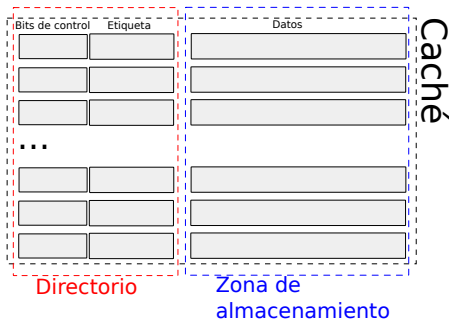 Bits de control
Etiqueta
Datos
Caché
...
Directorio
Zona de
almacenamiento